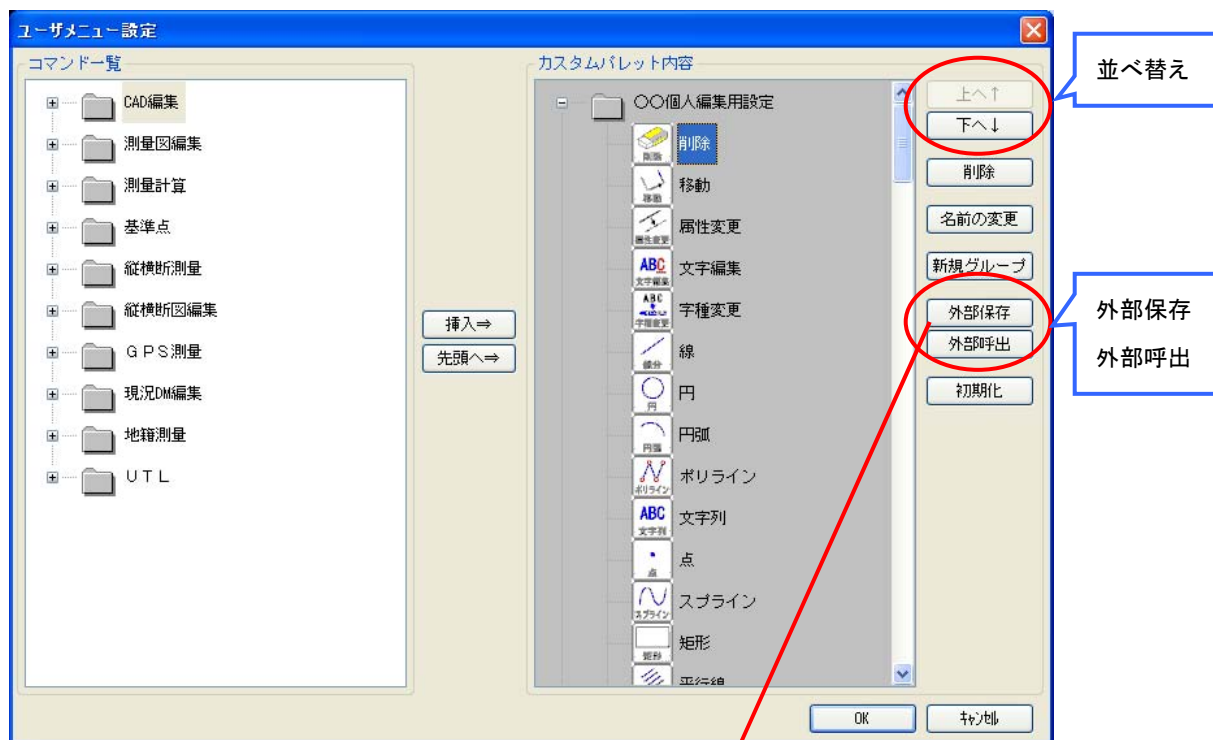 ユーザメニュー設定
コマンド一覧
CAD編集
測量図編集
測量計算
基準点
縦横断測量
縦横断図編集
ＧＰＳ測量
現況DM編集
地籍測量
ＵＴＬ
挿入⇒
先頭へ⇒
カスタムパレット内容
〇〇個人編集用設定
削除
削除
移動
移動
属性変更
属性変更
ABC
文字編集
文字編集
ABC
字種変更
字種変更
線分
線
円
円
円弧
円弧
ポリライン
ポリライン
ABC
文字列
文字列
点
点
スプライン
スプライン
矩形
矩形
平行線
上へ↑
下へ↓
削除
名前の変更
新規グループ
外部保存
外部呼出
初期化
OK
ｷｬﾝｾﾙ
並べ替え
外部保存
外部呼出